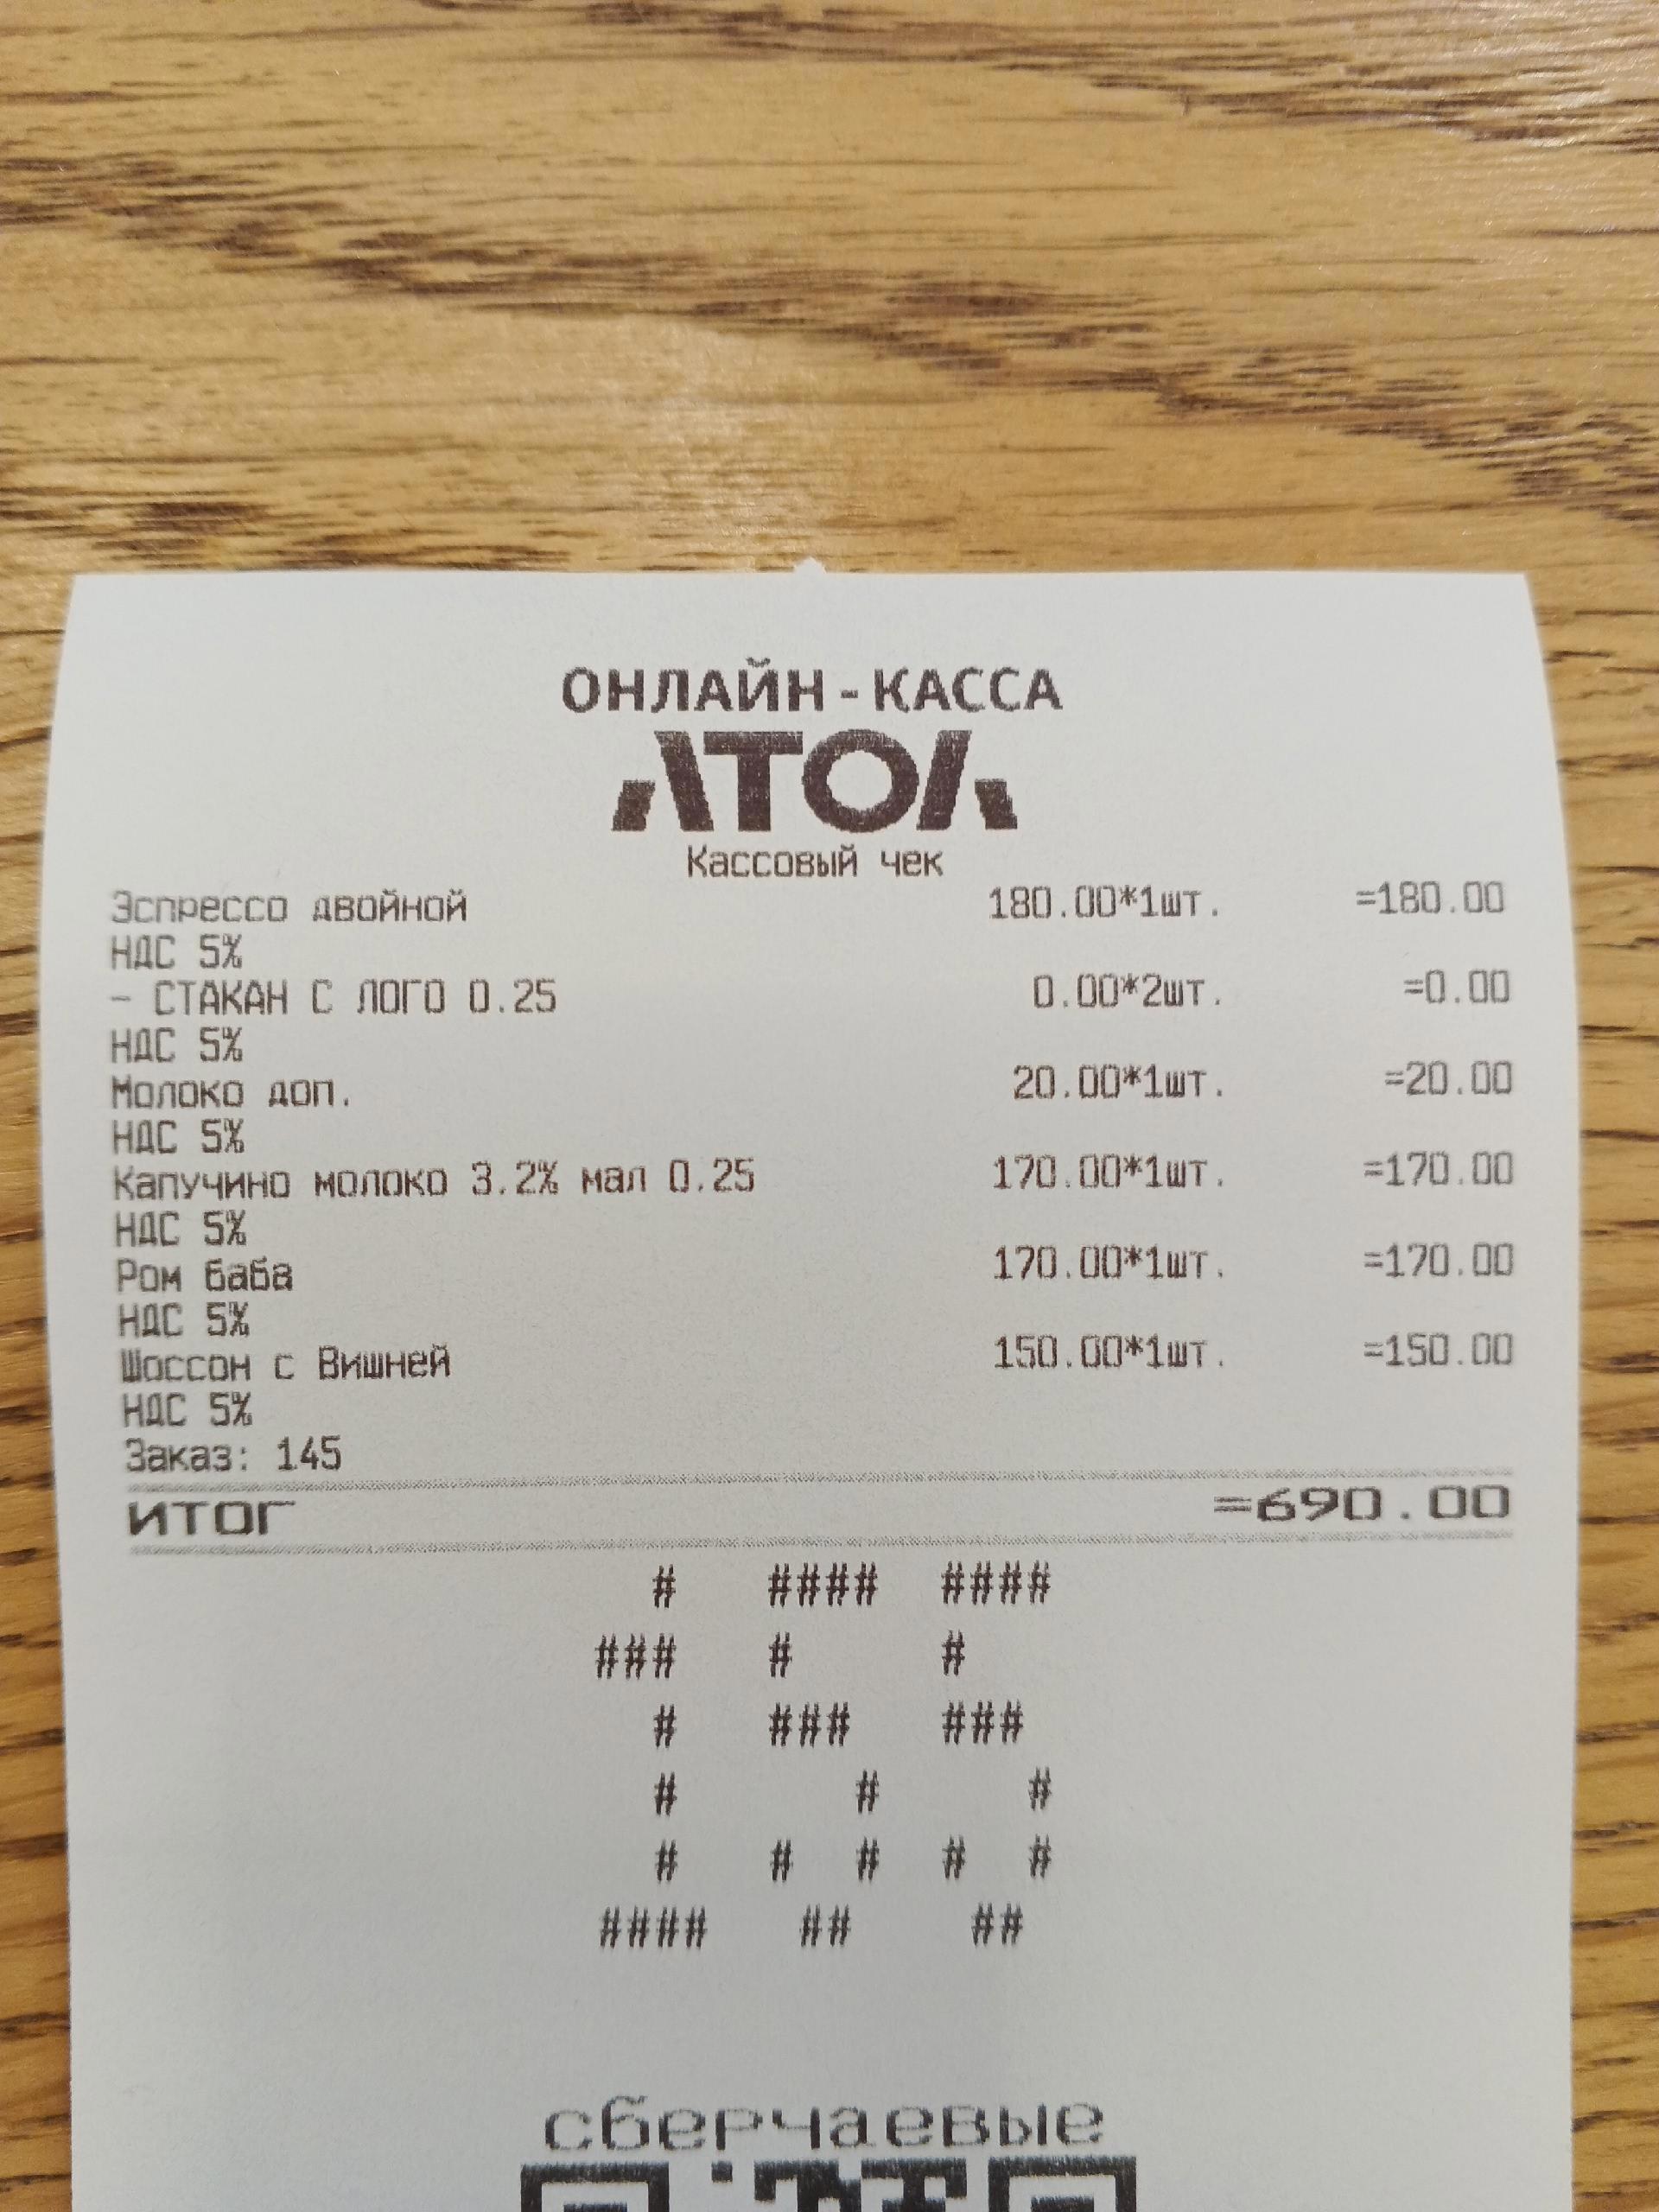 ОНЛАЙН-КАССА
АТОЛ
Кассовый чек
Эспрессо двойной 180.00*1шт. =180.00
НДС 5%
- СТАКАН С ЛОГО 0.25 0.00*2шт. =0.00
НДС 5%
Молоко доп. 20.00*1шт. =20.00
НДС 5%
Капучино молоко 3.2% мал 0.25 170.00*1шт. =170.00
НДС 5%
Ром баба 170.00*1шт. =170.00
НДС 5%
Шоссон с Вишней 150.00*1шт. =150.00
НДС 5%
Заказ: 145
ИТОГ =690.00
# #### ####
### # #
# ### ###
# # #
# # # # #
#### ## ##
сберчаевые